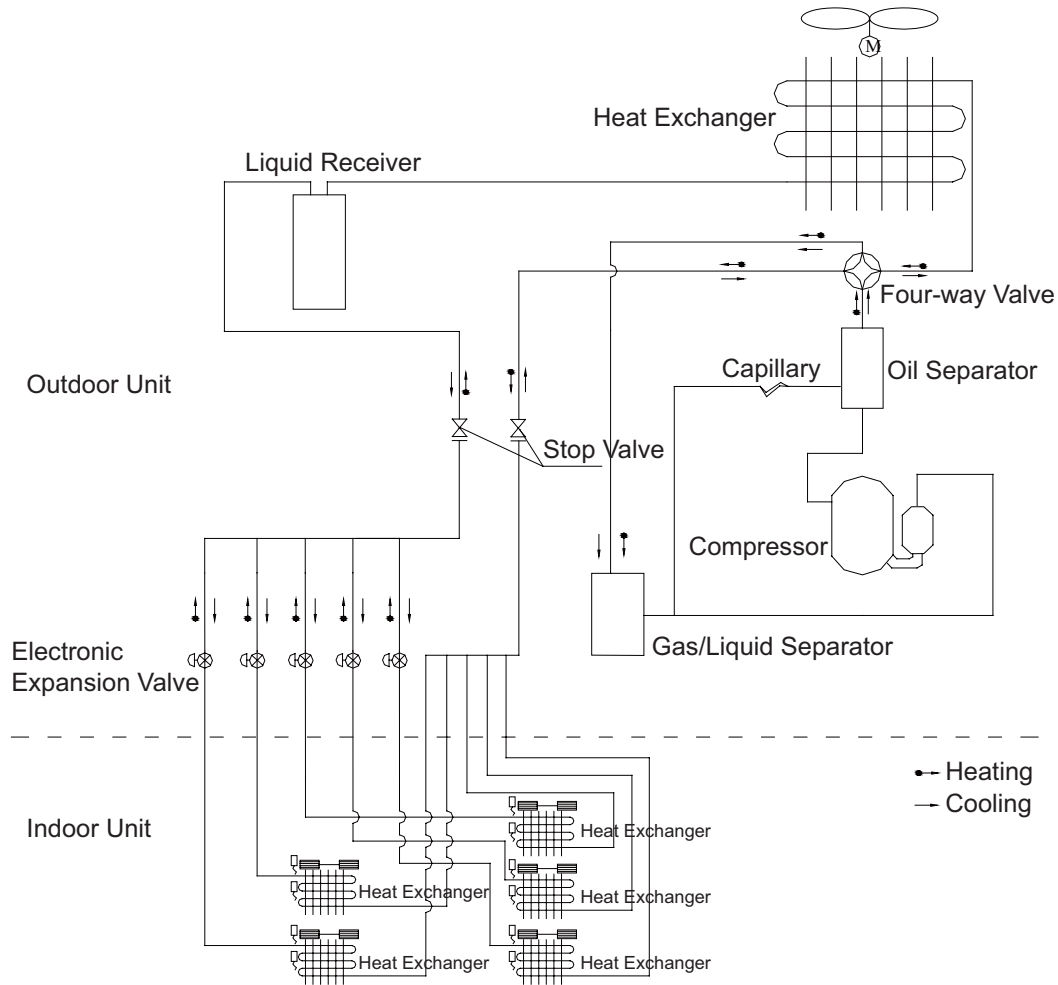 M
Heat Exchanger
Liquid Receiver
Four-way Valve
Capillary
Oil Separator
Outdoor Unit
Stop Valve
Compressor
Gas/Liquid Separator
Electronic
Expansion Valve
Heating
Cooling
Indoor Unit
Heat Exchanger
Heat Exchanger
Heat Exchanger
Heat Exchanger
Heat Exchanger